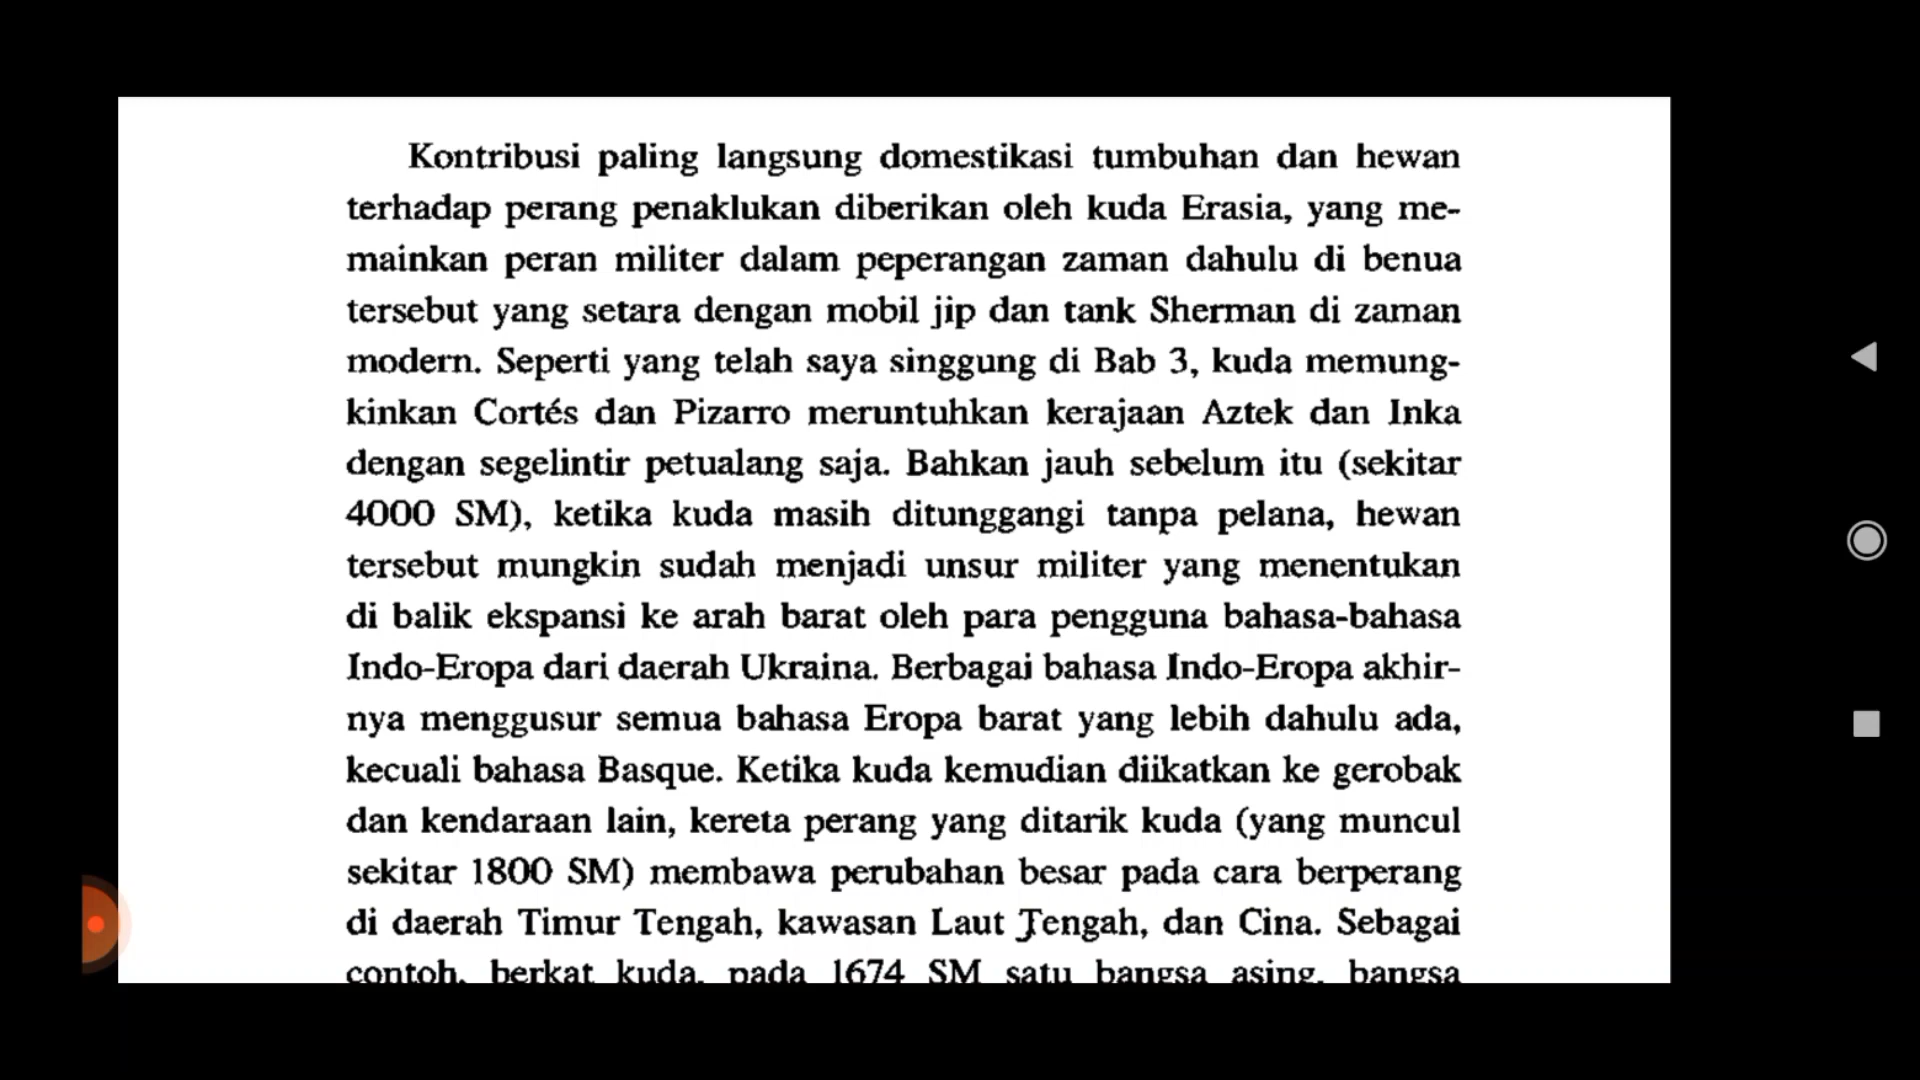 Kontribusi paling langsung domestikasi tumbuhan dan hewan
terhadap perang penaklukan diberikan oleh kuda Erasia, yang me-
mainkan peran militer dalam peperangan zaman dahulu di benua
tersebut yang setara dengan mobil jip dan tank Sherman di zaman
modern. Seperti yang telah saya singgung di Bab 3, kuda memung-
kinkan Cortés dan Pizarro meruntuhkan kerajaan Aztek dan Inka
dengan segelintir petualang saja. Bahkan jauh sebelum itu (sekitar
4000 SM), ketika kuda masih ditunggangi tanpa pelana, hewan
tersebut mungkin sudah menjadi unsur militer yang menentukan
di balik ekspansi ke arah barat oleh para pengguna bahasa-bahasa
Indo-Eropa dari daerah Ukraina. Berbagai bahasa Indo-Eropa akhir-
nya menggusur semua bahasa Eropa barat yang lebih dahulu ada,
kecuali bahasa Basque. Ketika kuda kemudian diikatkan ke gerobak
dan kendaraan lain, kereta perang yang ditarik kuda (yang muncul
sekitar 1800 SM) membawa perubahan besar pada cara berperang
di daerah Timur Tengah, kawasan Laut Tengah, dan Cina. Sebagai
contoh, berkat kuda, pada 1674 SM satu bangsa asing, bangsa